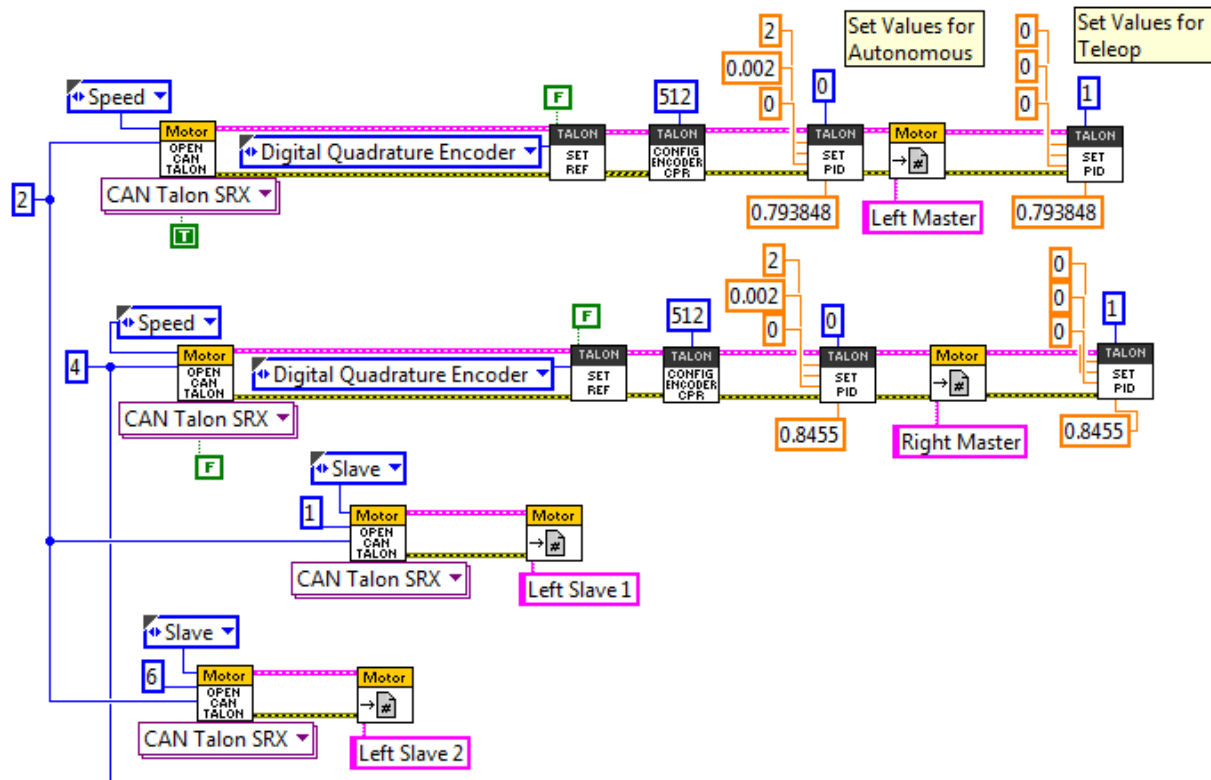 Set Values for
Autonomous
Set Values for
Teleop
2
0.002
0
0
0
0
Speed
F
512
0
1
Motor
OPEN
CAN
TALON
Digital Quadrature Encoder
TALON
SET
REF
TALON
CONFIG
ENCODER
CPR
TALON
SET
PID
Motor
#
TALON
SET
PID
2
CAN Talon SRX
T
0.793848
Left Master
0.793848
2
0.002
0
0
0
0
Speed
F
512
0
1
4
Motor
OPEN
CAN
TALON
Digital Quadrature Encoder
TALON
SET
REF
TALON
CONFIG
ENCODER
CPR
TALON
SET
PID
Motor
#
TALON
SET
PID
CAN Talon SRX
F
0.8455
Right Master
0.8455
Slave
1
Motor
OPEN
CAN
TALON
Motor
#
CAN Talon SRX
Left Slave 1
Slave
6
Motor
OPEN
CAN
TALON
Motor
#
CAN Talon SRX
Left Slave 2